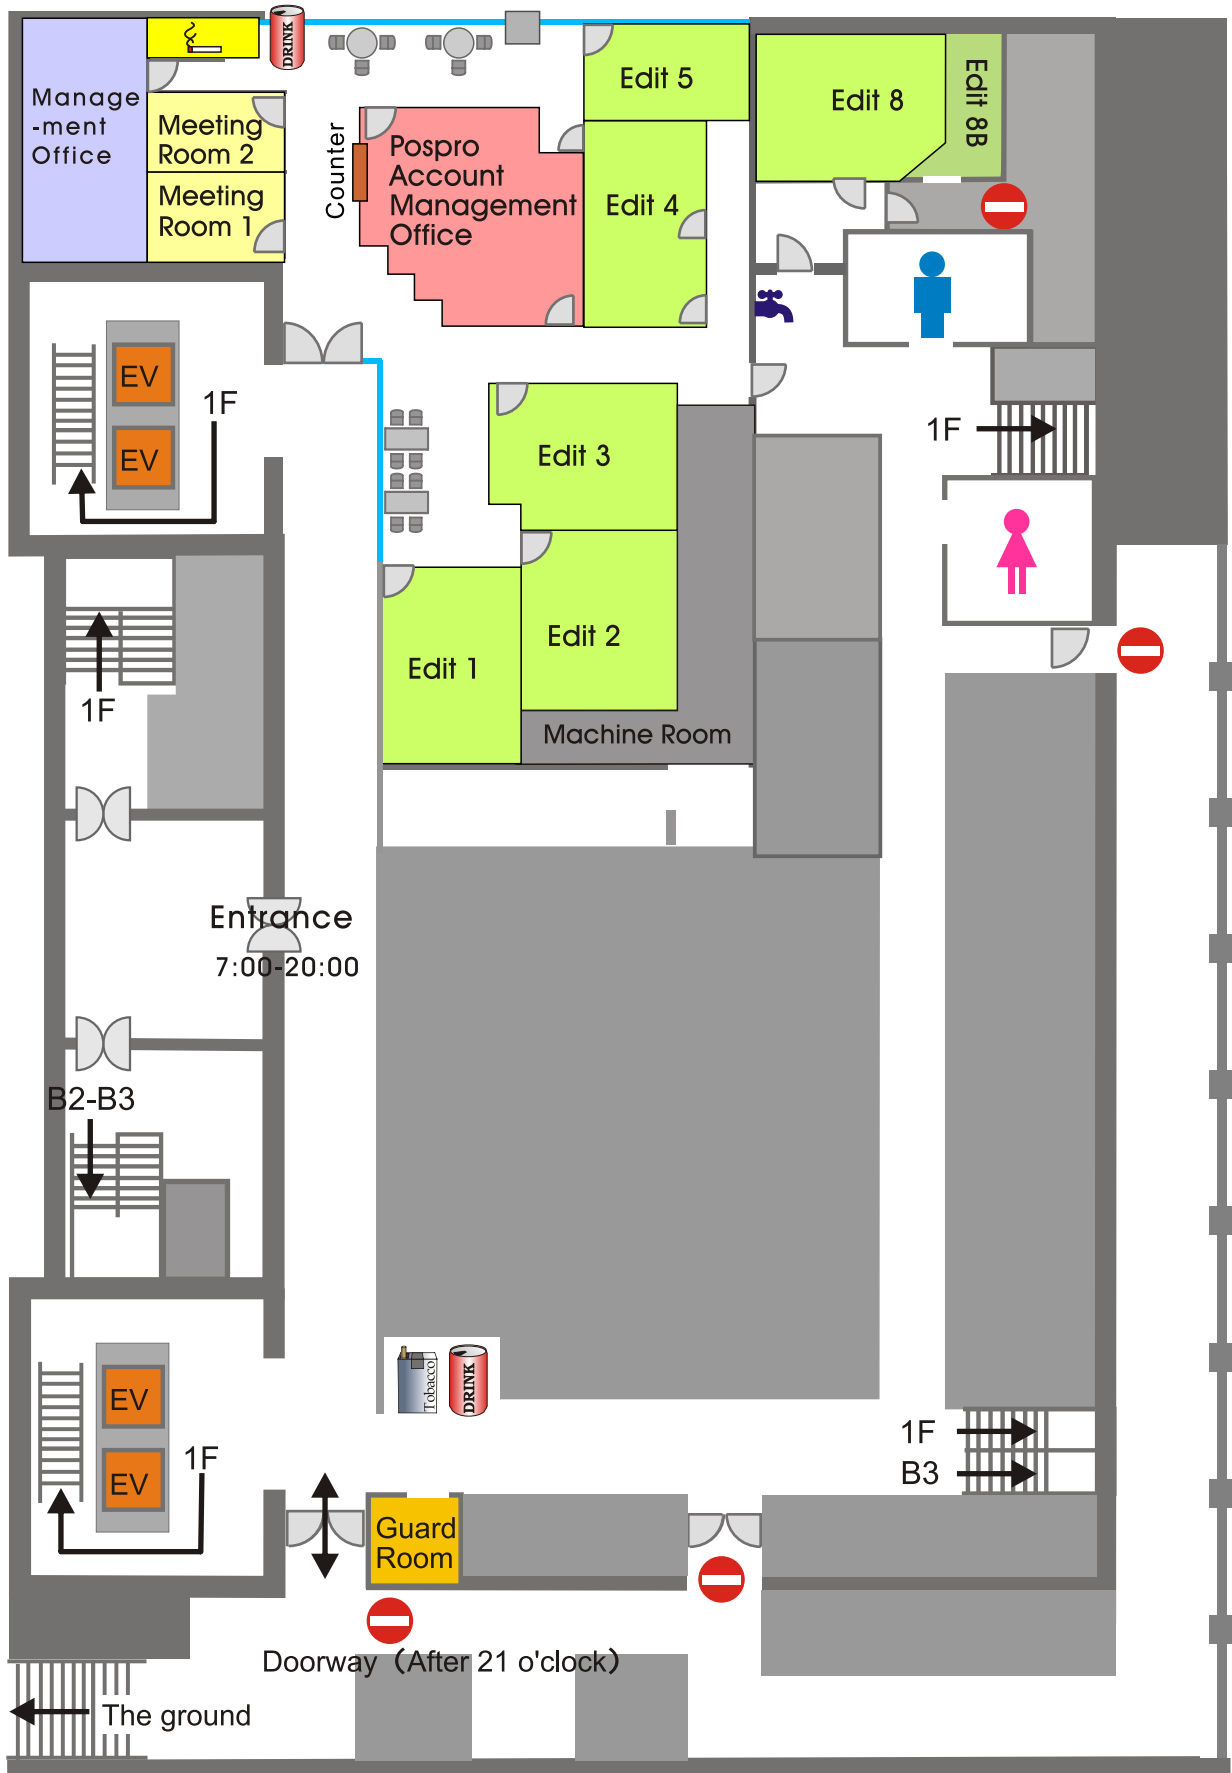 DRINK
Edit 5
Edit 8
Edit 8B
Manage
-ment
Office
Meeting
Room 2
Meeting
Room 1
Counter
Pospro
Account
Management
Office
Edit 4
EV
EV
1F
1F
Edit 3
Edit 2
Edit 1
1F
Machine Room
Entrance
7:00-20:00
B2-B3
Tobacco
DRINK
EV
EV
1F
1F
B3
Guard
Room
Doorway（After 21 o'clock）
The ground